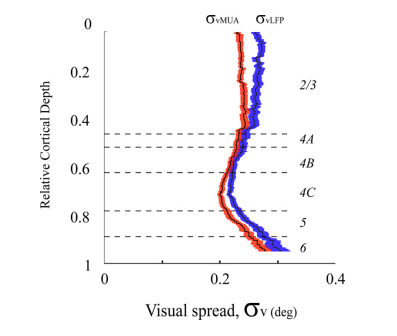 σvMUA σvLFP
0
0.2
0.4
0.6
0.8
1
Relative Cortical Depth
2/3
4A
4B
4C
5
6
0 0.2 0.4
Visual spread, σv (deg)